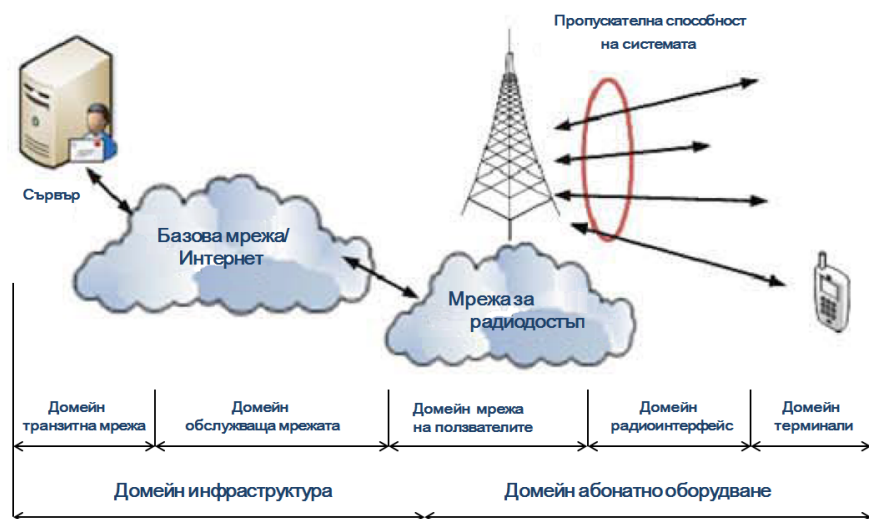 Пропускателна способност
на системата
Сървър
Базова мрежа/
Интернет
Мрежа за
радиодостъп
Домейн
транзитна мрежа
Домейн
обслужваща мрежата
Домейн мрежа
на ползвателите
Домейн
радиоинтерфейс
Домейн
терминали
Домейн инфраструктура
Домейн абонатно оборудване